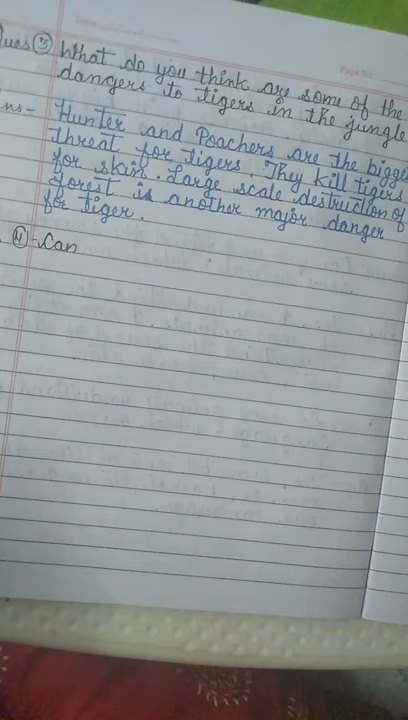 Ques ③ What do you think are some of the
dangers to tigers in the jungle
Ans- Hunter and Poachers are the bigges
threat for tigers. They kill tigers
for skin. Large scale destruction of
forest is another major danger
for tiger.
④ Can